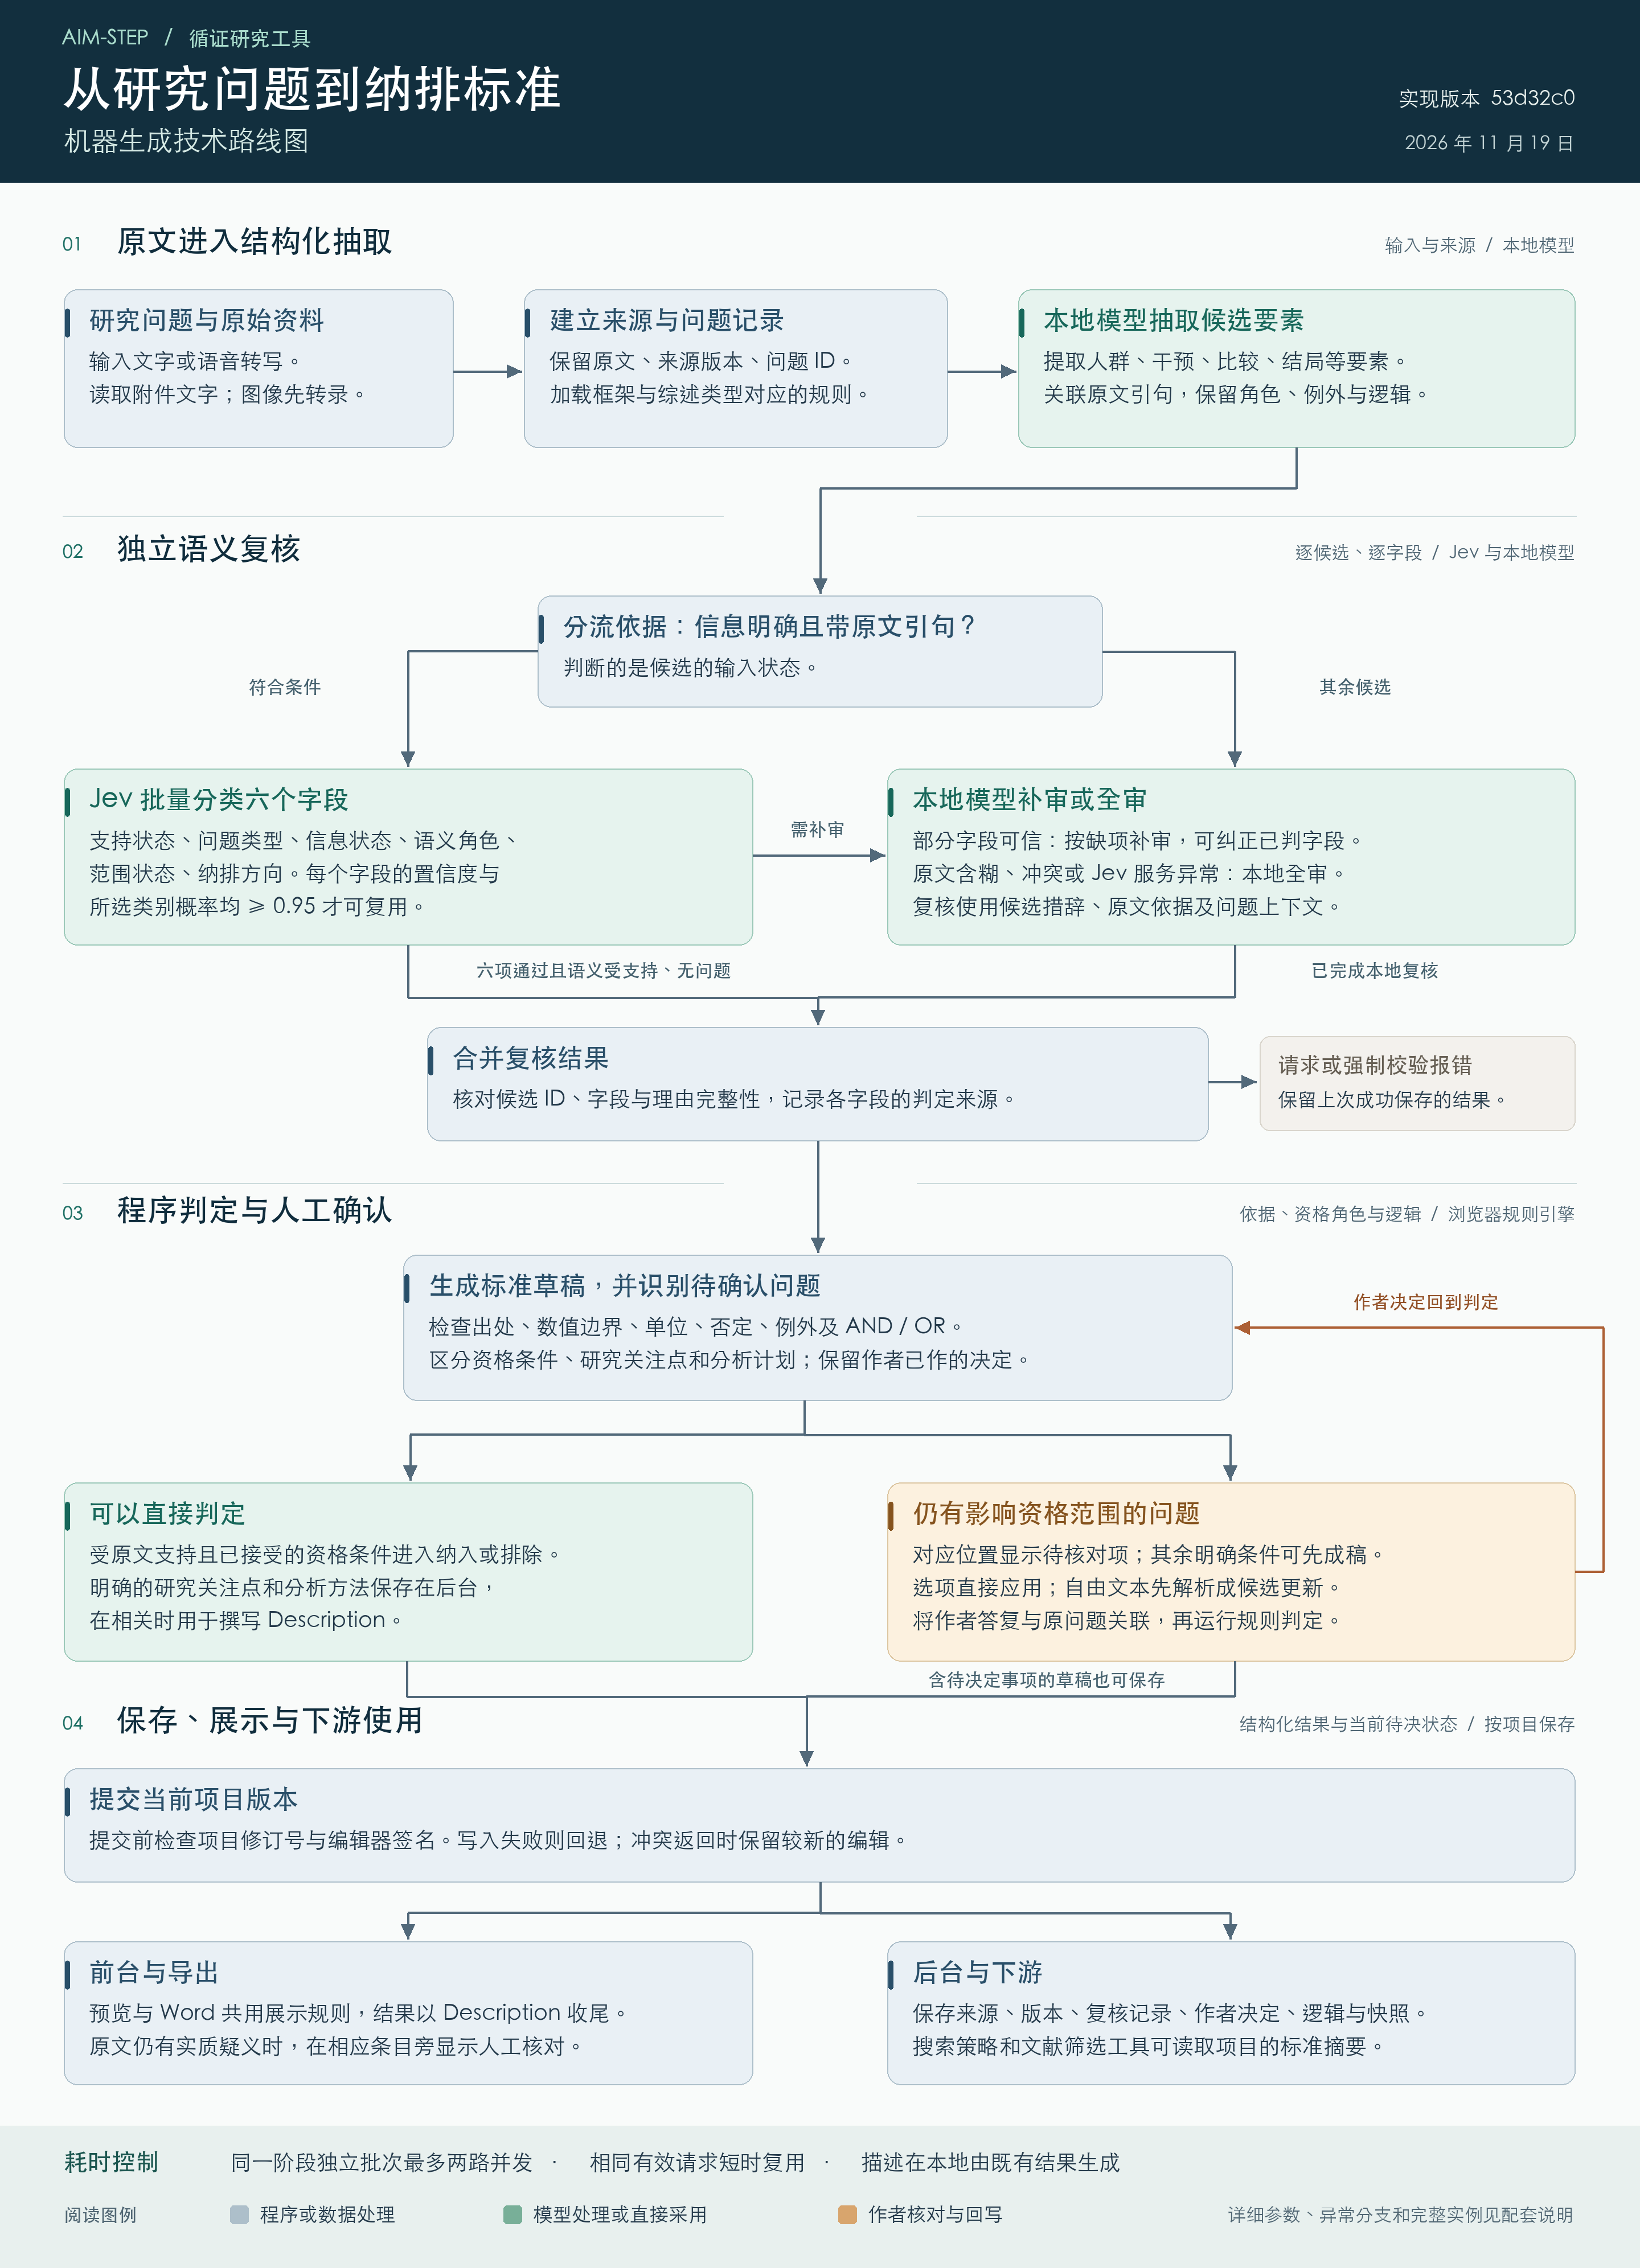 AIM-STEP / 循证研究工具
从研究问题到纳排标准
机器生成技术路线图
实现版本 53d32c0
2026 年 11 月 19 日
01 原文进入结构化抽取
输入与来源 / 本地模型
研究问题与原始资料
输入文字或语音转写。
读取附件文字；图像先转录。
建立来源与问题记录
保留原文、来源版本、问题 ID。
加载框架与综述类型对应的规则。
本地模型抽取候选要素
提取人群、干预、比较、结局等要素。
关联原文引句，保留角色、例外与逻辑。
02 独立语义复核
逐候选、逐字段 / Jev 与本地模型
分流依据：信息明确且带原文引句？
判断的是候选的输入状态。
符合条件
其余候选
Jev 批量分类六个字段
支持状态、问题类型、信息状态、语义角色、
范围状态、纳排方向。每个字段的置信度与
所选类别概率均 ≥ 0.95 才可复用。
需补审
本地模型补审或全审
部分字段可信：按缺项补审，可纠正已判字段。
原文含糊、冲突或 Jev 服务异常：本地全审。
复核使用候选措辞、原文依据及问题上下文。
六项通过且语义受支持、无问题
已完成本地复核
合并复核结果
核对候选 ID、字段与理由完整性，记录各字段的判定来源。
请求或强制校验报错
保留上次成功保存的结果。
03 程序判定与人工确认
依据、资格角色与逻辑 / 浏览器规则引擎
生成标准草稿，并识别待确认问题
检查出处、数值边界、单位、否定、例外及 AND / OR。
区分资格条件、研究关注点和分析计划；保留作者已作的决定。
作者决定回到判定
可以直接判定
受原文支持且已接受的资格条件进入纳入或排除。
明确的研究关注点和分析方法保存在后台，
在相关时用于撰写 Description。
仍有影响资格范围的问题
对应位置显示待核对项；其余明确条件可先成稿。
选项直接应用；自由文本先解析成候选更新。
将作者答复与原问题关联，再运行规则判定。
含待决定事项的草稿也可保存
04 保存、展示与下游使用
结构化结果与当前待决状态 / 按项目保存
提交当前项目版本
提交前检查项目修订号与编辑器签名。写入失败则回退；冲突返回时保留较新的编辑。
前台与导出
预览与 Word 共用展示规则，结果以 Description 收尾。
原文仍有实质疑义时，在相应条目旁显示人工核对。
后台与下游
保存来源、版本、复核记录、作者决定、逻辑与快照。
搜索策略和文献筛选工具可读取项目的标准摘要。
耗时控制 同一阶段独立批次最多两路并发 · 相同有效请求短时复用 · 描述在本地由既有结果生成
阅读图例 程序或数据处理 模型处理或直接采用 作者核对与回写 详细参数、异常分支和完整实例见配套说明